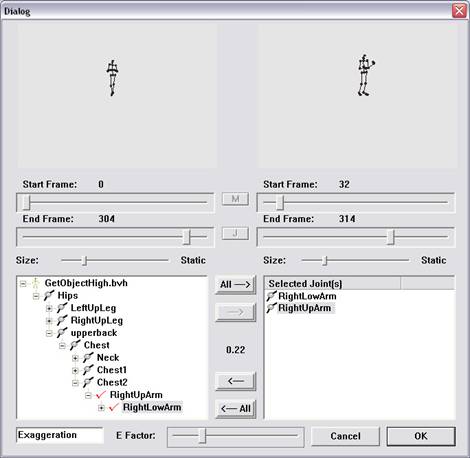 Dialog
Start Frame: 0
M
Start Frame: 32
End Frame: 304
J
End Frame: 314
Size: Static
Size: Static
GetObjectHigh.bvh
Hips
LeftUpLeg
RightUpLeg
upperback
Chest
Neck
Chest1
Chest2
RightUpArm
RightLowArm
All -->
-->
0.22
<--
<-- All
Selected Joint(s)
RightLowArm
RightUpArm
Exaggeration
E Factor:
Cancel
OK